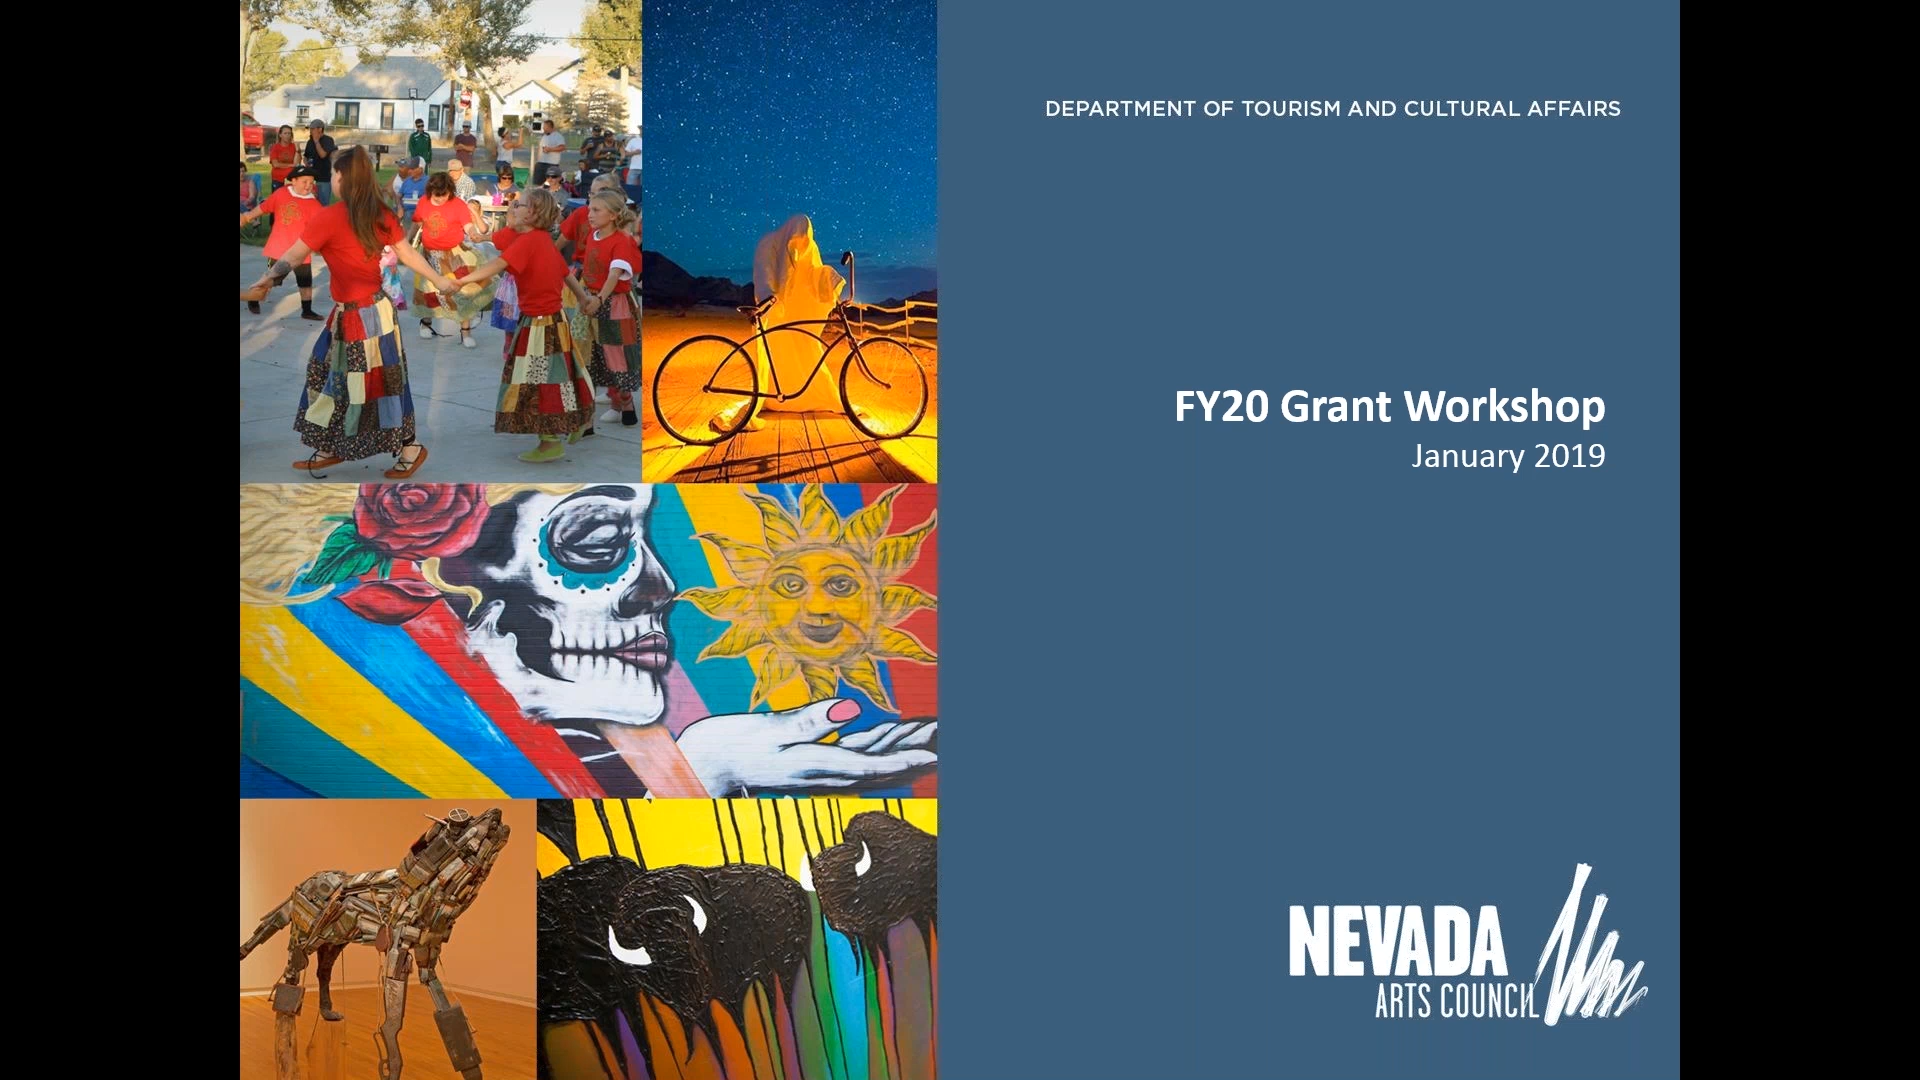 DEPARTMENT OF TOURISM AND CULTURAL AFFAIRS
FY20 Grant Workshop
January 2019
NEVADA
ARTS COUNCIL